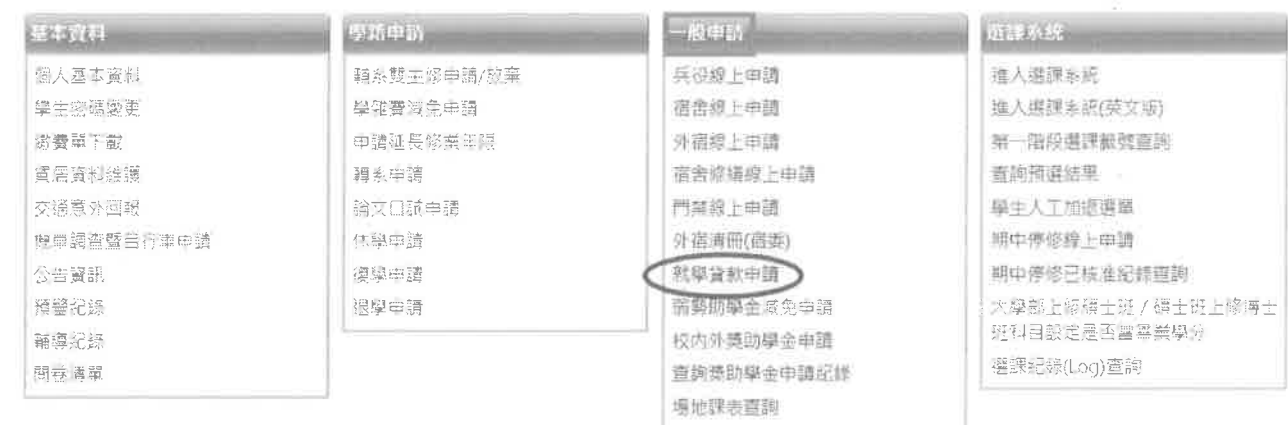 基本資料
個人基本資料
學生密碼變更
繳費單下載
賃居資料維護
交通意外回報
機車調查暨自行車申請
公告資訊
預警記錄
輔導記錄
問卷清單
學籍申請
輔系雙主修申請/放棄
學雜費減免申請
申請延長修業年限
轉系申請
論文口試申請
休學申請
復學申請
退學申請
一般申請
兵役線上申請
宿舍線上申請
外宿線上申請
宿舍修繕線上申請
門禁線上申請
外宿清冊(宿委)
就學貸款申請
弱勢助學金減免申請
校內外獎助學金申請
查詢獎助學金申請紀錄
場地課表查詢
選課系統
進入選課系統
進入選課系統(英文版)
第一階段選課籤號查詢
查詢預選結果
學生人工加退選單
期中停修線上申請
期中停修已核准紀錄查詢
大學部上修碩士班 / 碩士班上修博士
班科目設定是否當畢業學分
選課紀錄(Log)查詢